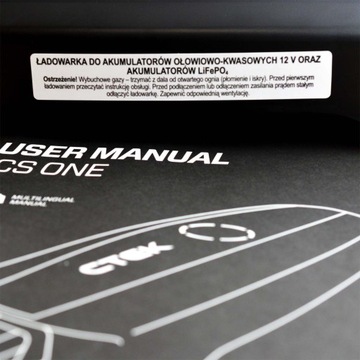 ŁADOWARKA DO AKUMULATORÓW OŁOWIOWO-KWASOWYCH 12 V ORAZ
AKUMULATORÓW LiFePO₄
Ostrzeżenie! Wybuchowe gazy – trzymać z dala od otwartego ognia (płomienie i iskry). Przed pierwszym
ładowaniem przeczytać instrukcję obsługi. Przed podłączeniem lub odłączeniem zasilania prądem stałym
odłączyć ładowarkę. Zapewnić odpowiednią wentylację.
USER MANUAL
CS ONE
MULTILINGUAL
MANUAL
CTEK